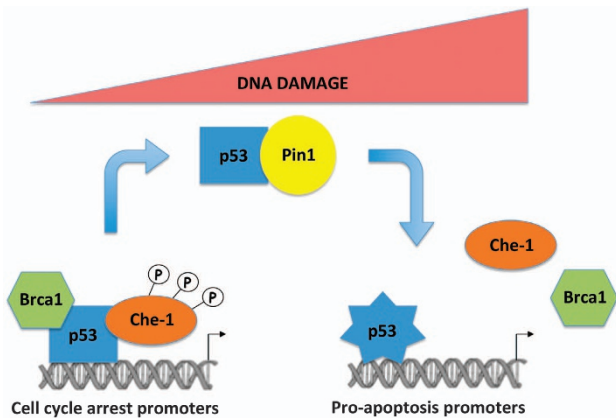 DNA DAMAGE
p53
Pin1
Brca1
p53
Che-1
P
P
P
Cell cycle arrest promoters
Che-1
Brca1
p53
Pro-apoptosis promoters